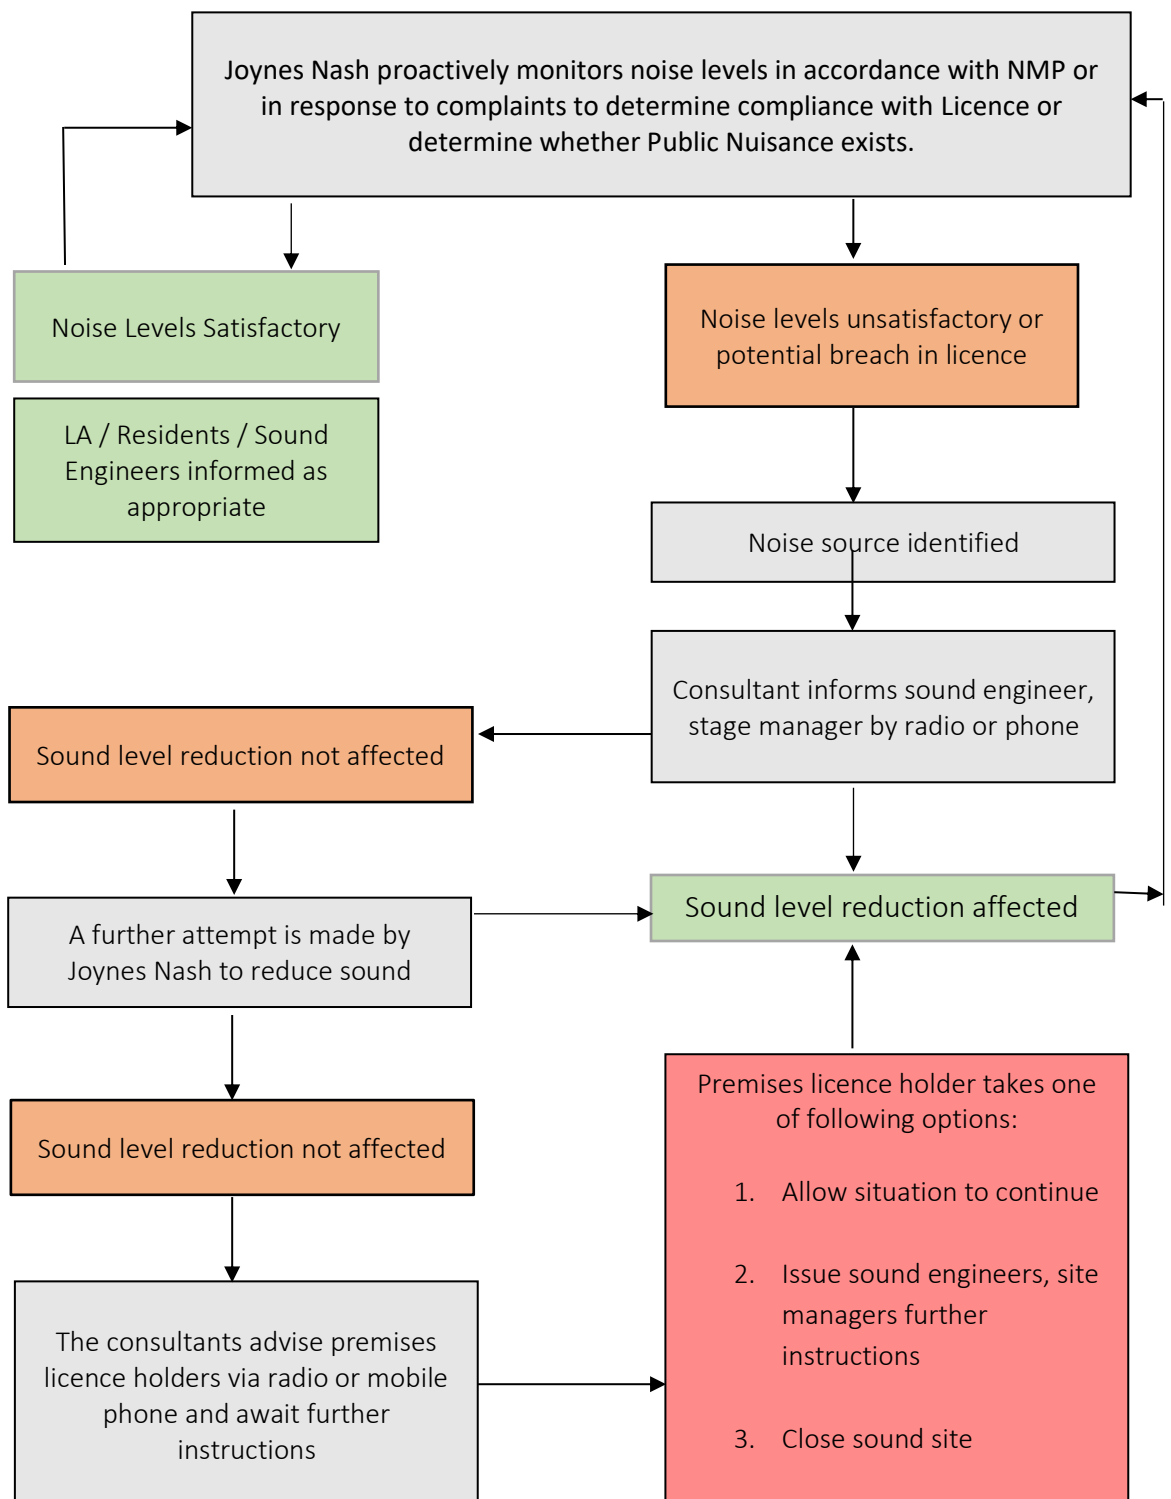 Joynes Nash proactively monitors noise levels in accordance with NMP or
in response to complaints to determine compliance with Licence or
determine whether Public Nuisance exists.
Noise Levels Satisfactory
Noise levels unsatisfactory or
potential breach in licence
LA / Residents / Sound
Engineers informed as
appropriate
Noise source identified
Consultant informs sound engineer,
stage manager by radio or phone
Sound level reduction not affected
Sound level reduction affected
A further attempt is made by
Joynes Nash to reduce sound
Sound level reduction not affected
The consultants advise premises
licence holders via radio or mobile
phone and await further
instructions
Premises licence holder takes one
of following options:
1. Allow situation to continue
2. Issue sound engineers, site
managers further
instructions
3. Close sound site